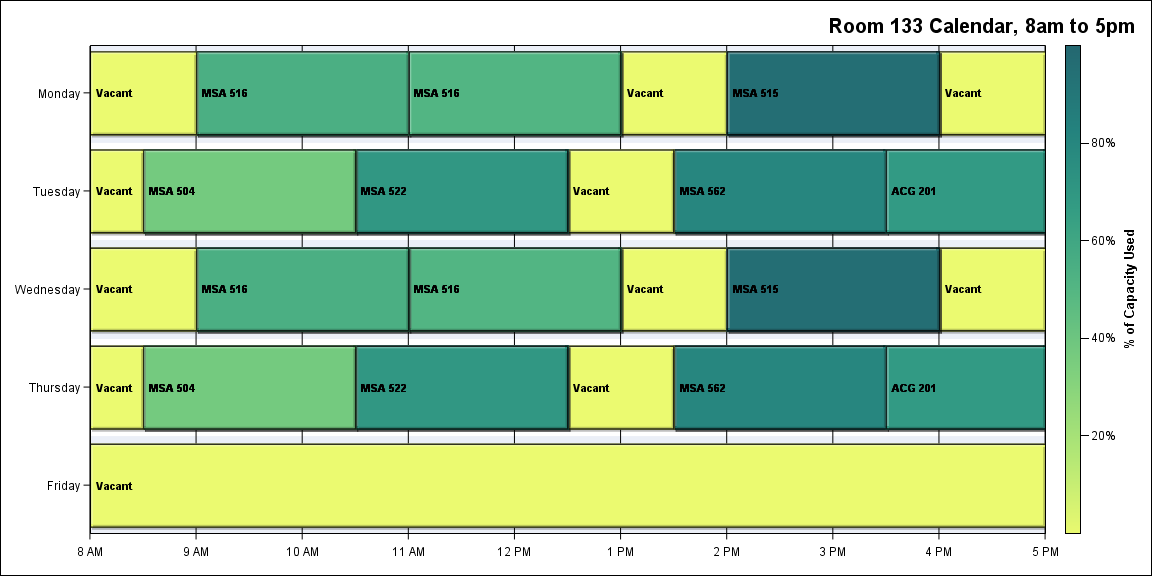 Room 133 Calendar, 8am to 5pm
Monday
Vacant
MSA 516
MSA 516
Vacant
MSA 515
Vacant
Tuesday
Vacant
MSA 504
MSA 522
Vacant
MSA 562
ACG 201
Wednesday
Vacant
MSA 516
MSA 516
Vacant
MSA 515
Vacant
Thursday
Vacant
MSA 504
MSA 522
Vacant
MSA 562
ACG 201
Friday
Vacant
8 AM
9 AM
10 AM
11 AM
12 PM
1 PM
2 PM
3 PM
4 PM
5 PM
80%
60%
40%
20%
% of Capacity Used